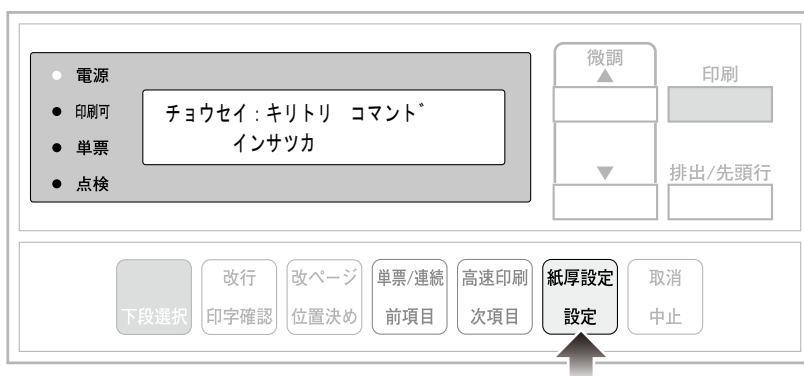 電源
印刷可
単票
点検
チョウセイ：キリトリ　コマンド
インサツカ
微調
▲
▼
印刷
排出/先頭行
下段選択
改行
印字確認
改ページ
位置決め
単票/連続
前項目
高速印刷
次項目
紙厚設定
設定
取消
中止